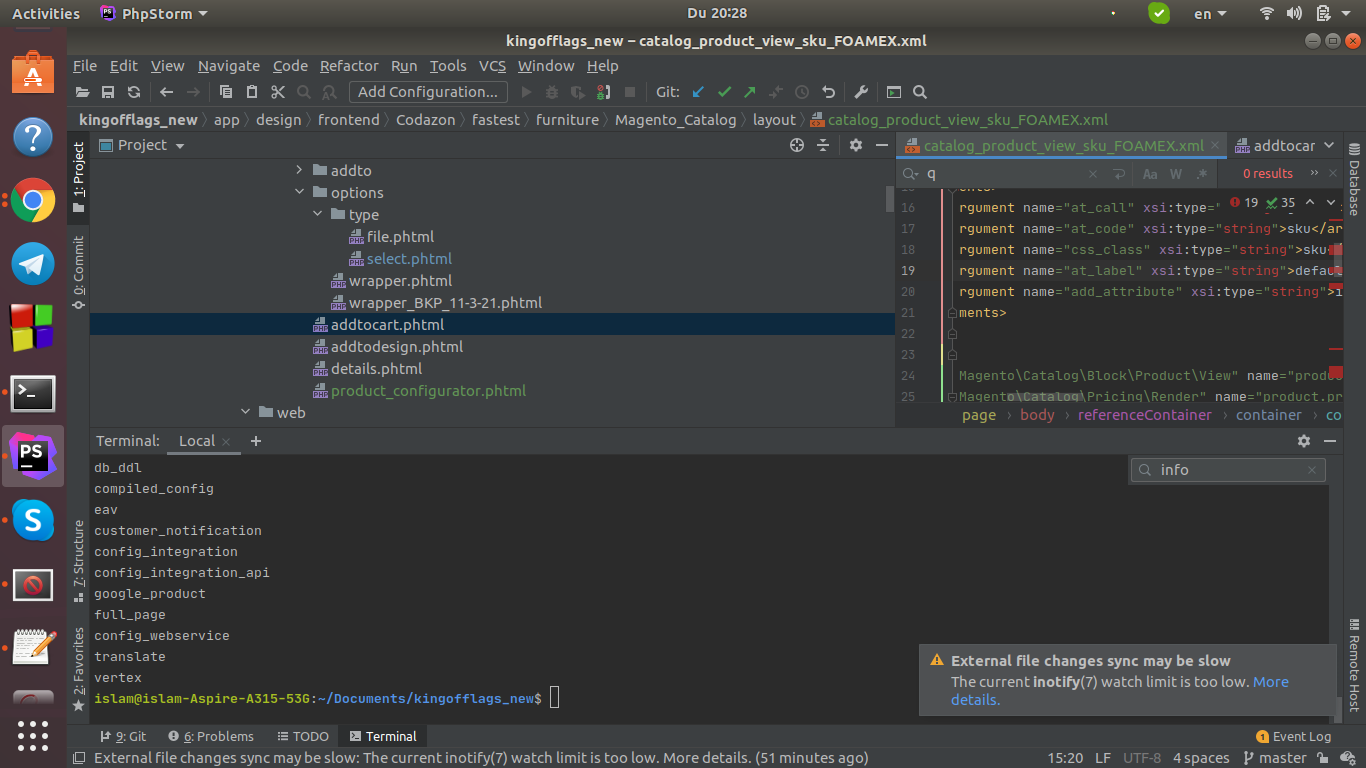 Activities PhpStorm Du 20:28 en
kingofflags_new – catalog_product_view_sku_FOAMEX.xml
File Edit View Navigate Code Refactor Run Tools VCS Window Help
Add Configuration... Git:
kingofflags_new app design frontend Codazon fastest furniture Magento_Catalog layout catalog_product_view_sku_FOAMEX.xml
1: Project
0: Commit
7: Structure
2: Favorites
Project
addto
options
type
file.phtml
select.phtml
wrapper.phtml
wrapper_BKP_11-3-21.phtml
addtocart.phtml
addtodesign.phtml
details.phtml
product_configurator.phtml
web
catalog_product_view_sku_FOAMEX.xml addtocar
q Aa W .* 0 results
19 35
16 rgument name="at_call" xsi:type="
17 rgument name="at_code" xsi:type="string">sku</ar
18 rgument name="css_class" xsi:type="string">sku
19 rgument name="at_label" xsi:type="string">defau
20 rgument name="add_attribute" xsi:type="string">i
21 ments>
22
23
24 Magento\Catalog\Block\Product\View" name="produ
25 Magento\Catalog\Pricing\Render" name="product.pr
page body referenceContainer container co
Database
Remote Host
Terminal: Local +
info
db_ddl
compiled_config
eav
customer_notification
config_integration
config_integration_api
google_product
full_page
config_webservice
translate
vertex
islam@islam-Aspire-A315-53G:~/Documents/kingofflags_new$
External file changes sync may be slow
The current inotify(7) watch limit is too low. More
details.
9: Git 6: Problems TODO Terminal 1 Event Log
External file changes sync may be slow: The current inotify(7) watch limit is too low. More details. (51 minutes ago) 15:20 LF UTF-8 4 spaces master